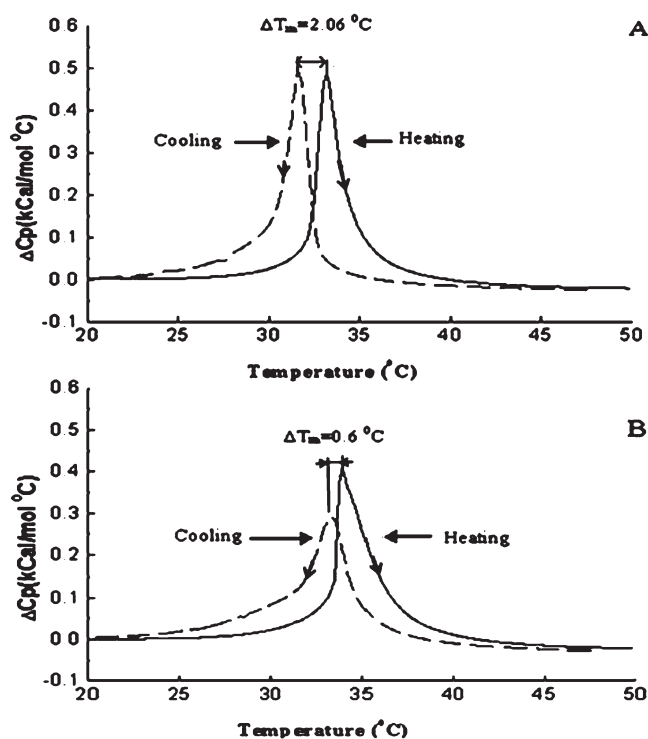 A
ΔTm=2.06 °C
Cooling
Heating
ΔCp(kCal/mol °C)
0.6
0.5
0.4
0.3
0.2
0.1
0.0
-0.1
20 25 30 35 40 45 50
Temperature (°C)
B
ΔTm=0.6 °C
Cooling
Heating
ΔCp(kCal/mol °C)
0.6
0.5
0.4
0.3
0.2
0.1
0.0
-0.1
20 25 30 35 40 45 50
Temperature (°C)